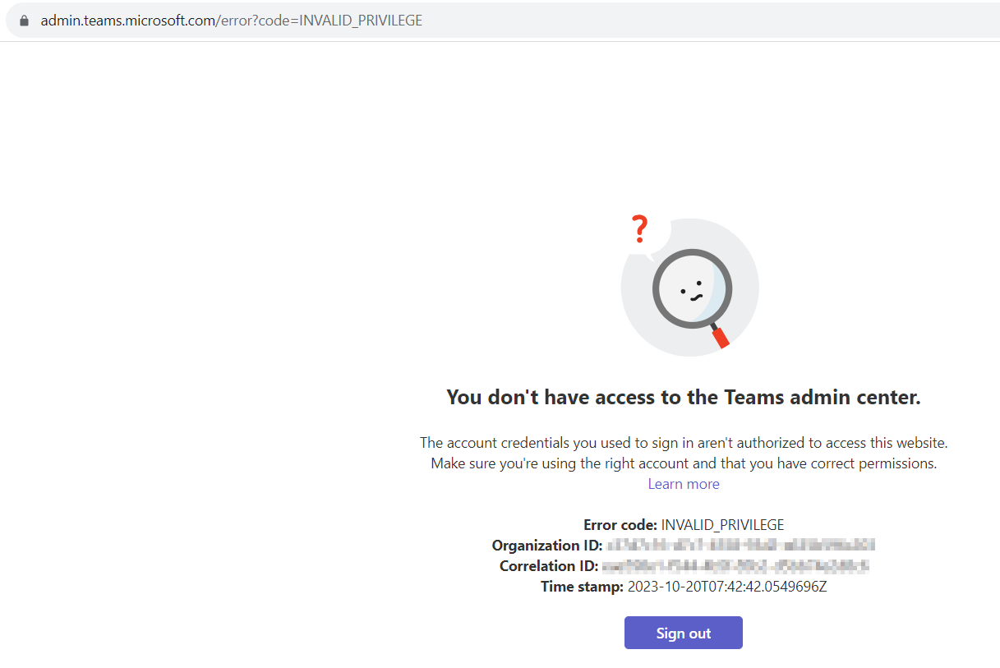 admin.teams.microsoft.com/error?code=INVALID_PRIVILEGE
?
You don't have access to the Teams admin center.
The account credentials you used to sign in aren't authorized to access this website.
Make sure you're using the right account and that you have correct permissions.
Learn more
Error code: INVALID_PRIVILEGE
Organization ID:
Correlation ID:
Time stamp: 2023-10-20T07:42:42.0549696Z
Sign out